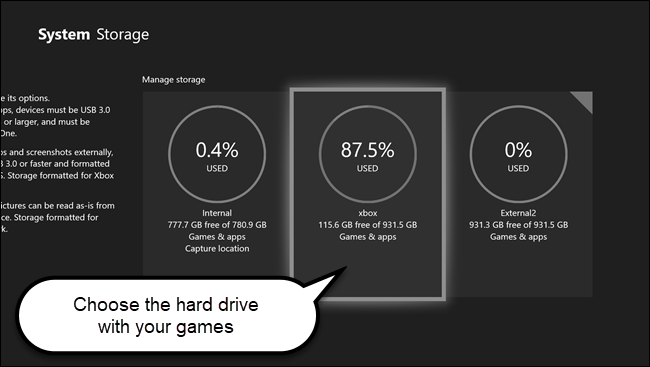 System Storage
Manage storage
e its options.
ps, devices must be USB 3.0
or larger, and must be
One.
os and screenshots externally,
3.0 or faster and formatted
S. Storage formatted for Xbox
ictures can be read as-is from
ce. Storage formatted for
rk.
0.4%
USED
Internal
777.7 GB free of 780.9 GB
Games & apps
Capture location
87.5%
USED
xbox
115.6 GB free of 931.5 GB
Games & apps
0%
USED
External2
931.3 GB free of 931.5 GB
Games & apps
Choose the hard drive
with your games